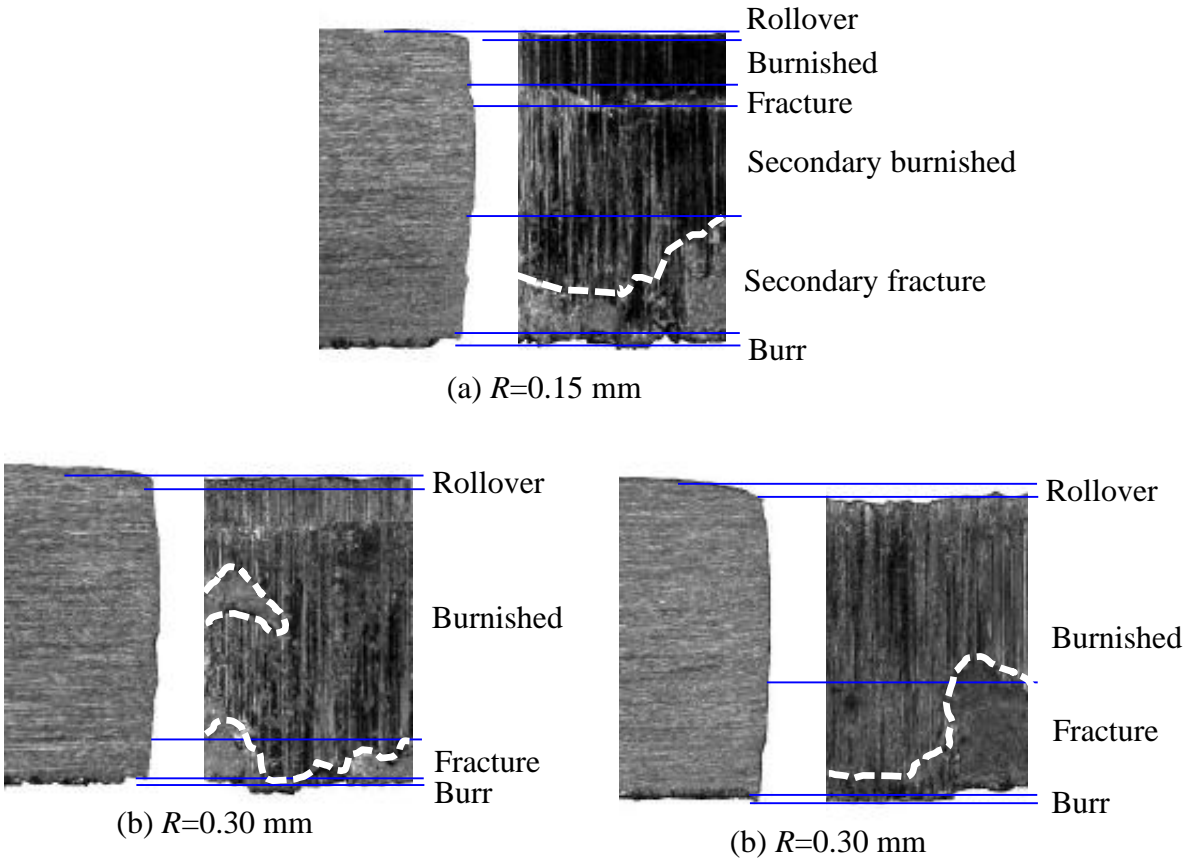 Rollover
Burnished
Fracture
Secondary burnished
Secondary fracture
Burr
(a) R=0.15 mm
Rollover
Burnished
Fracture
Burr
(b) R=0.30 mm
Rollover
Burnished
Fracture
Burr
(b) R=0.30 mm